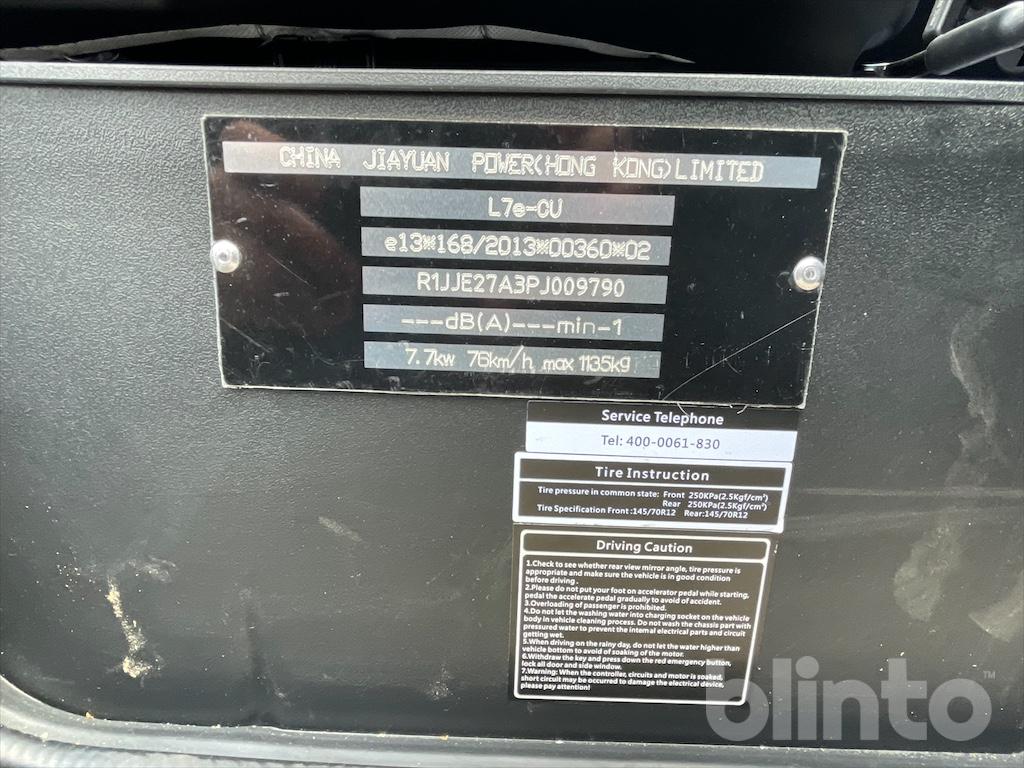 CHINA JIAYUAN POWER(HONG KONG)LIMITED
L7e-CU
e13*168/2013*00360*02
R1JJE27A3PJ009790
---dB(A)---min-1
7.7kw 76km/h max 1135kg
Service Telephone
Tel: 400-0061-830
Tire Instruction
Tire pressure in common state: Front 250KPa(2.5Kgf/cm²)
Rear 250KPa(2.5Kgf/cm²)
Tire Specification Front :145/70R12 Rear:145/70R12
Driving Caution
1.Check to see whether rear view mirror angle, tire pressure is
appropriate and make sure the vehicle is in good condition
before driving .
2.Please do not put your foot on accelerator pedal while starting,
pedal the accelerate pedal gradually to avoid of accident.
3.Overloading of passenger is prohibited.
4.Do not let the washing water into charging socket on the vehicle
body in vehicle cleaning process. Do not wash the chassis part with
pressured water to prevent the internal electrical parts and circuit
getting wet.
5.When driving on the rainy day, do not let the water higher than
vehicle bottom to avoid of soaking of the motor.
6.Withdraw the key and press down the red emergency button,
lock all door and side window.
7.Warning: When the controller, circuits and motor is soaked,
short circuit may be occurred to damage the electrical device,
please pay attention!
olinto™